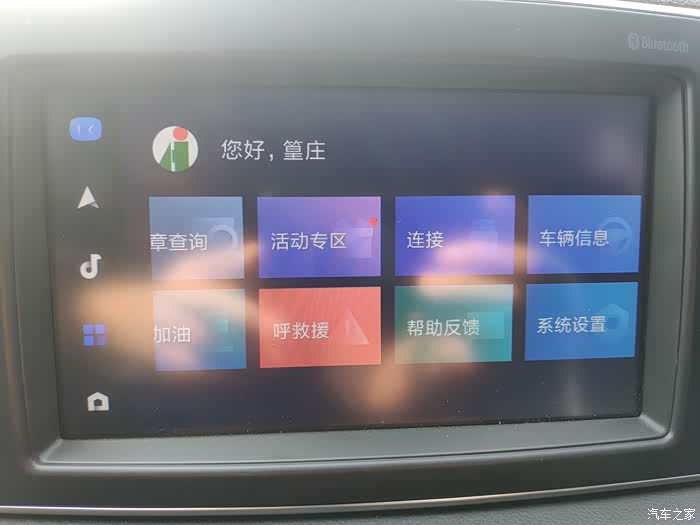 Bluetooth
您好，篁庄
章查询
活动专区
连接
车辆信息
加油
呼救援
帮助反馈
系统设置
汽车之家